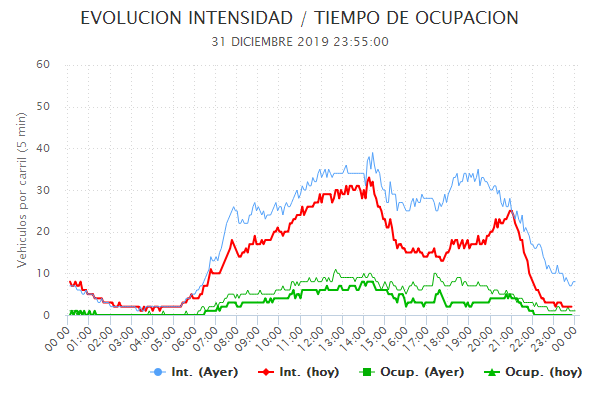 EVOLUCION INTENSIDAD / TIEMPO DE OCUPACION
31 DICIEMBRE 2019 23:55:00
Vehículos por carril (5 min)
60
50
40
30
20
10
0
00:00 01:00 02:00 03:00 04:00 05:00 06:00 07:00 08:00 09:00 10:00 11:00 12:00 13:00 14:00 15:00 16:00 17:00 18:00 19:00 20:00 21:00 22:00 23:00 00:00
Int. (Ayer) Int. (hoy) Ocup. (Ayer) Ocup. (hoy)